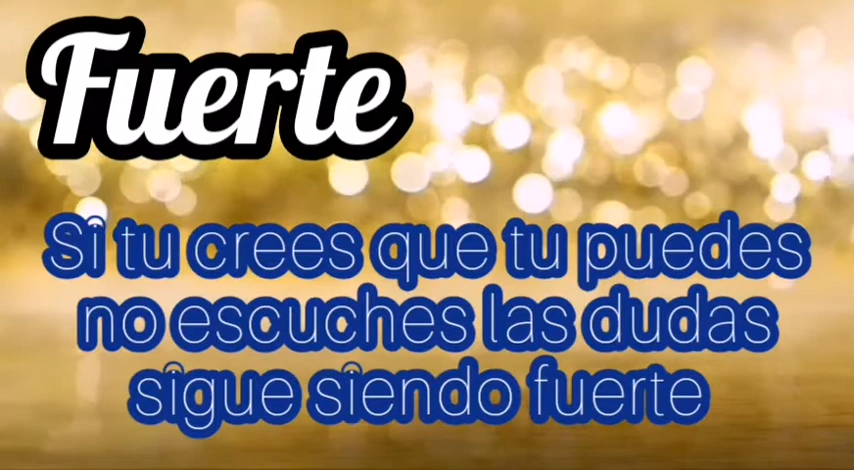 Fuerte
Si tu crees que tu puedes
no escuches las dudas
sigue siendo fuerte